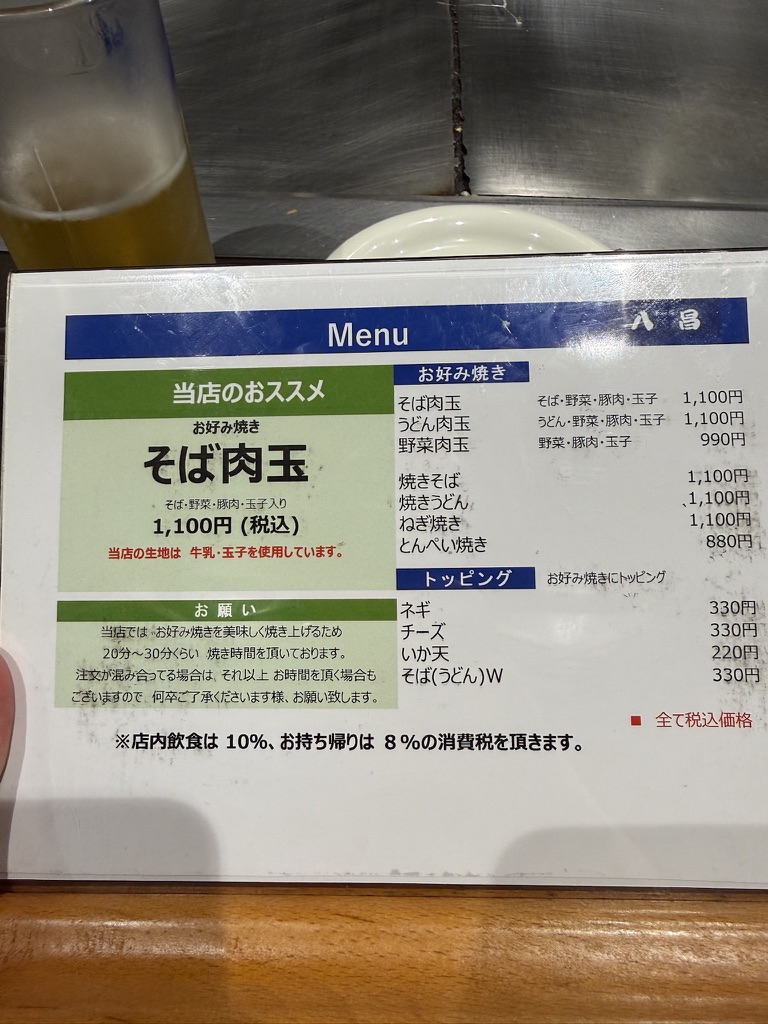 Menu 八昌
当店のおススメ
お好み焼き
そば肉玉
そば・野菜・豚肉・玉子入り
1,100円 (税込)
当店の生地は 牛乳・玉子を使用しています。
お 願 い
当店では お好み焼きを美味しく焼き上げるため
20分～30分くらい 焼き時間を頂いております。
注文が混み合ってる場合は、それ以上 お時間を頂く場合も
ございますので 何卒ご了承くださいます様、お願い致します。
お好み焼き
そば肉玉 そば・野菜・豚肉・玉子 1,100円
うどん肉玉 うどん・野菜・豚肉・玉子 1,100円
野菜肉玉 野菜・豚肉・玉子 990円
焼きそば 1,100円
焼きうどん 1,100円
ねぎ焼き 1,100円
とんぺい焼き 880円
トッピング お好み焼きにトッピング
ネギ 330円
チーズ 330円
いか天 220円
そば(うどん)W 330円
■ 全て税込価格
※店内飲食は 10%、お持ち帰りは 8%の消費税を頂きます。